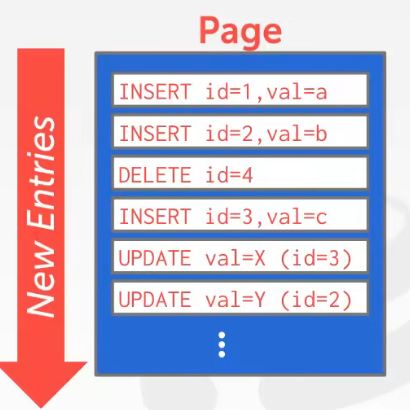 Page
New Entries
INSERT id=1,val=a
INSERT id=2,val=b
DELETE id=4
INSERT id=3,val=c
UPDATE val=X (id=3)
UPDATE val=Y (id=2)
⋮